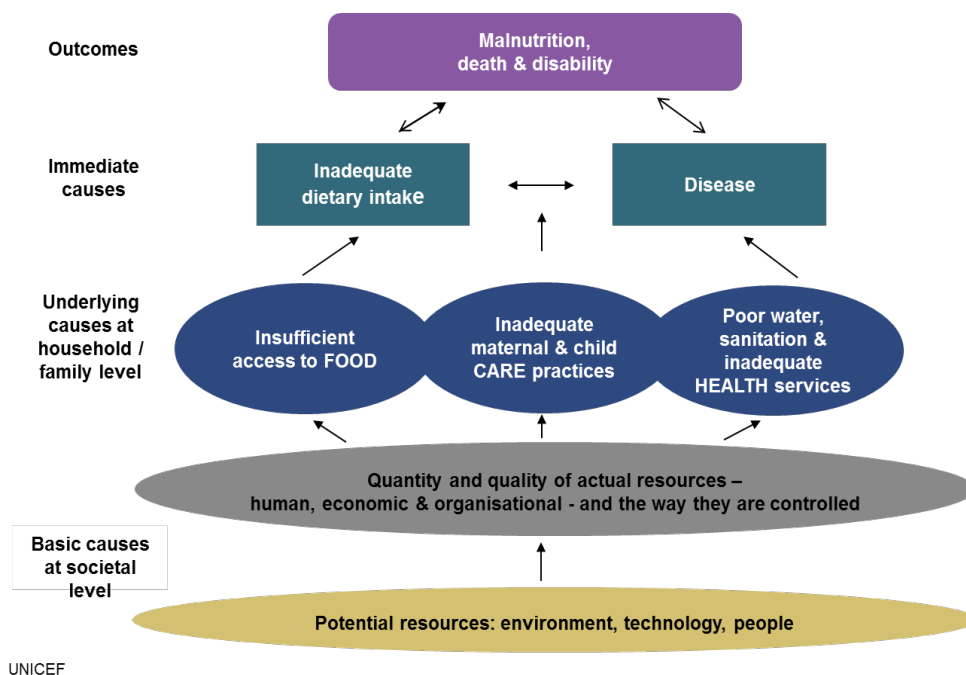 Outcomes
Malnutrition,
death & disability
Immediate
causes
Inadequate
dietary intake
Disease
Underlying
causes at
household /
family level
Insufficient
access to FOOD
Inadequate
maternal & child
CARE practices
Poor water,
sanitation &
inadequate
HEALTH services
Quantity and quality of actual resources –
human, economic & organisational - and the way they are controlled
Basic causes
at societal
level
Potential resources: environment, technology, people
UNICEF